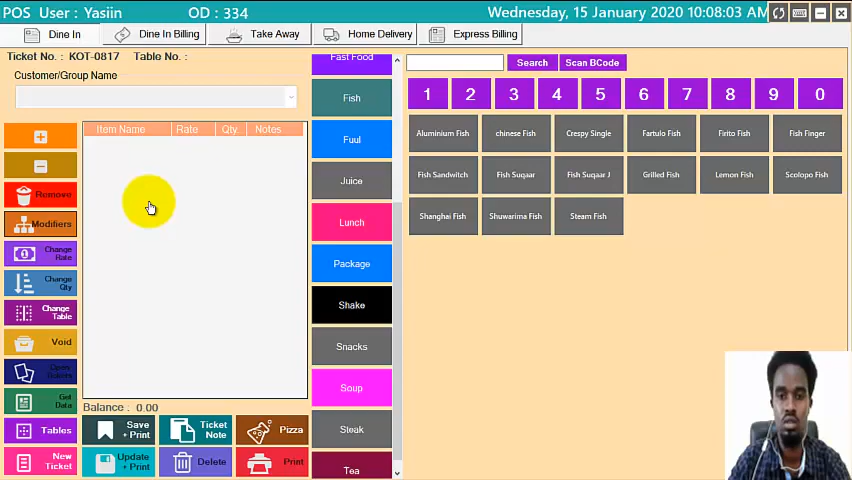 POS User : Yasiin OD : 334 Wednesday, 15 January 2020 10:08:03 AM
Dine In Dine In Billing Take Away Home Delivery Express Billing
Ticket No. : KOT-0817 Table No. :
Customer/Group Name
Item Name Rate Qty. Notes
Remove
Modifiers
Change Rate
Change Qty
Change Table
Void
Get Data
Tables
New Ticket
Balance : 0.00
Save + Print
Ticket Note
Pizza
Update + Print
Delete
Print
Fast Food
Fish
Fuul
Juice
Lunch
Package
Shake
Snacks
Soup
Steak
Tea
Search Scan BCode
1 2 3 4 5 6 7 8 9 0
Aluminium Fish chinese Fish Crespy Single Fartulo Fish Firito Fish Fish Finger
Fish Sandwitch Fish Suqaar Fish Suqaar J Grilled Fish Lemon Fish Scolopo Fish
Shanghai Fish Shuwarima Fish Steam Fish